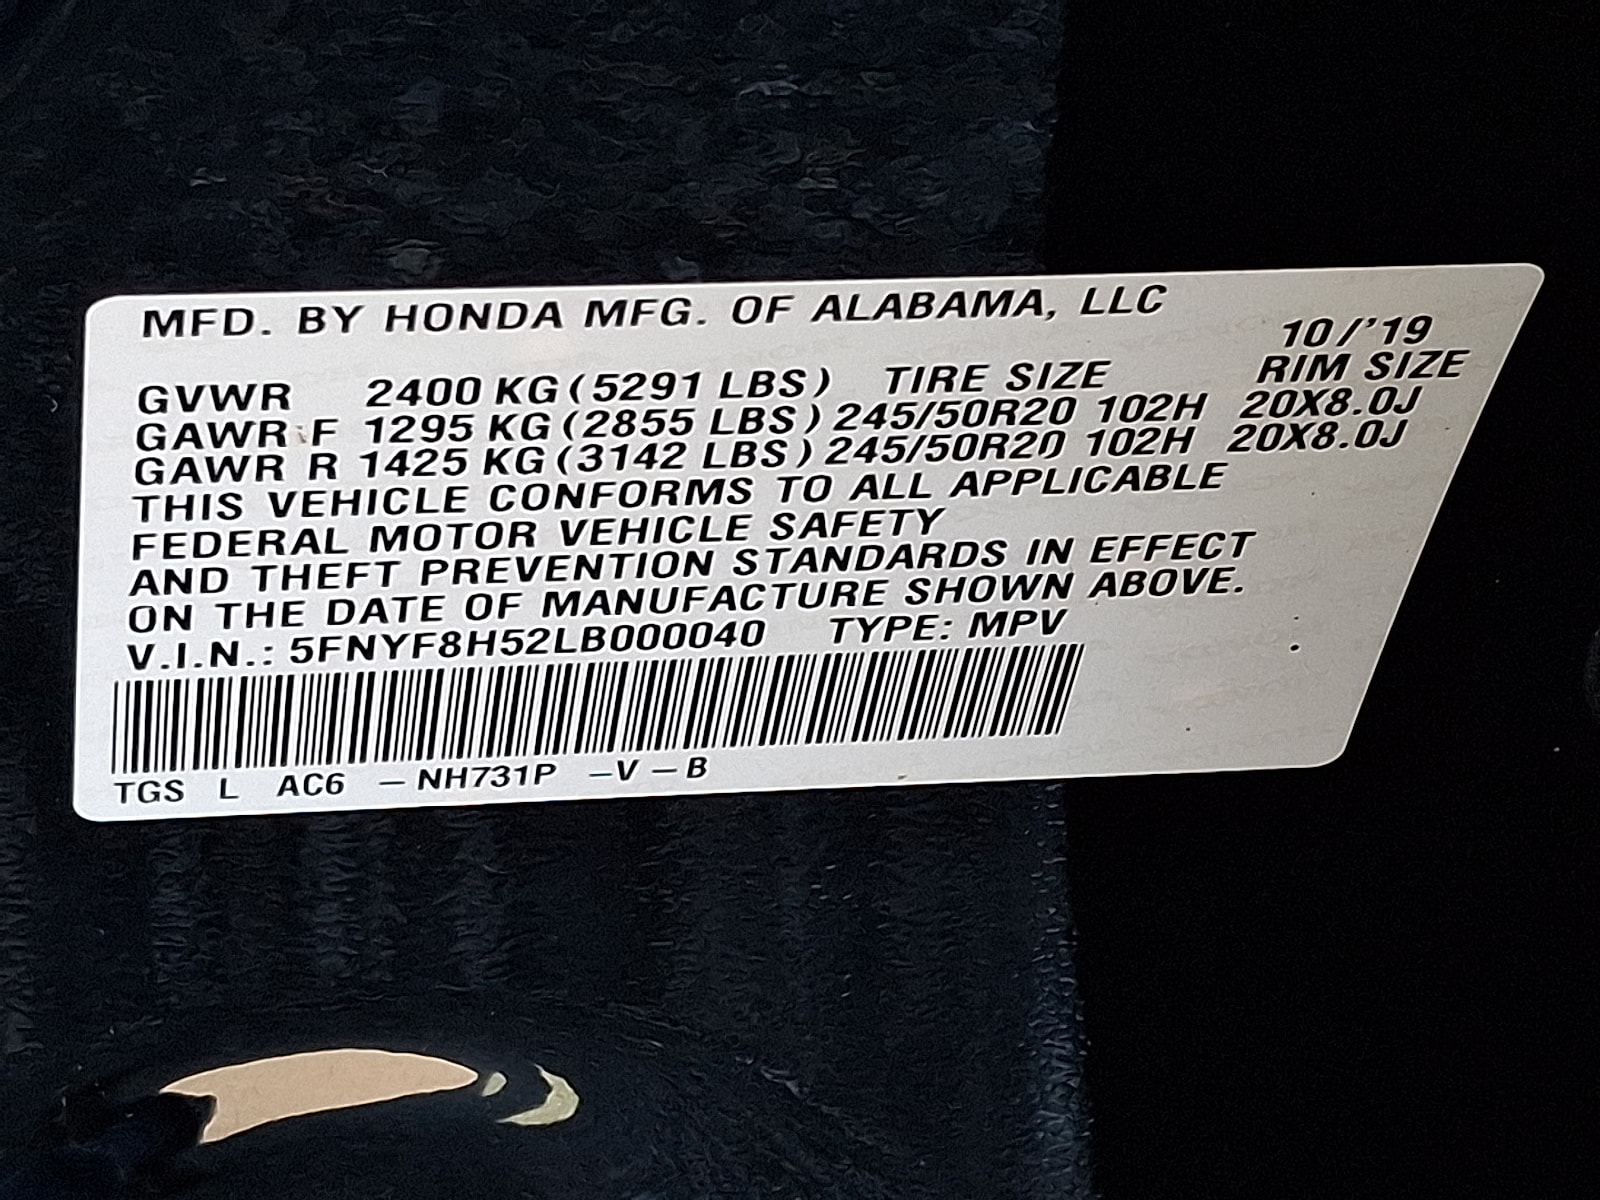 MFD. BY HONDA MFG. OF ALABAMA, LLC
10/'19
GVWR 2400 KG (5291 LBS) TIRE SIZE RIM SIZE
GAWR F 1295 KG (2855 LBS) 245/50R20 102H 20X8.0J
GAWR R 1425 KG (3142 LBS) 245/50R20 102H 20X8.0J
THIS VEHICLE CONFORMS TO ALL APPLICABLE
FEDERAL MOTOR VEHICLE SAFETY
AND THEFT PREVENTION STANDARDS IN EFFECT
ON THE DATE OF MANUFACTURE SHOWN ABOVE.
V.I.N.: 5FNYF8H52LB000040 TYPE: MPV
TGS L AC6 –NH731P –V–B